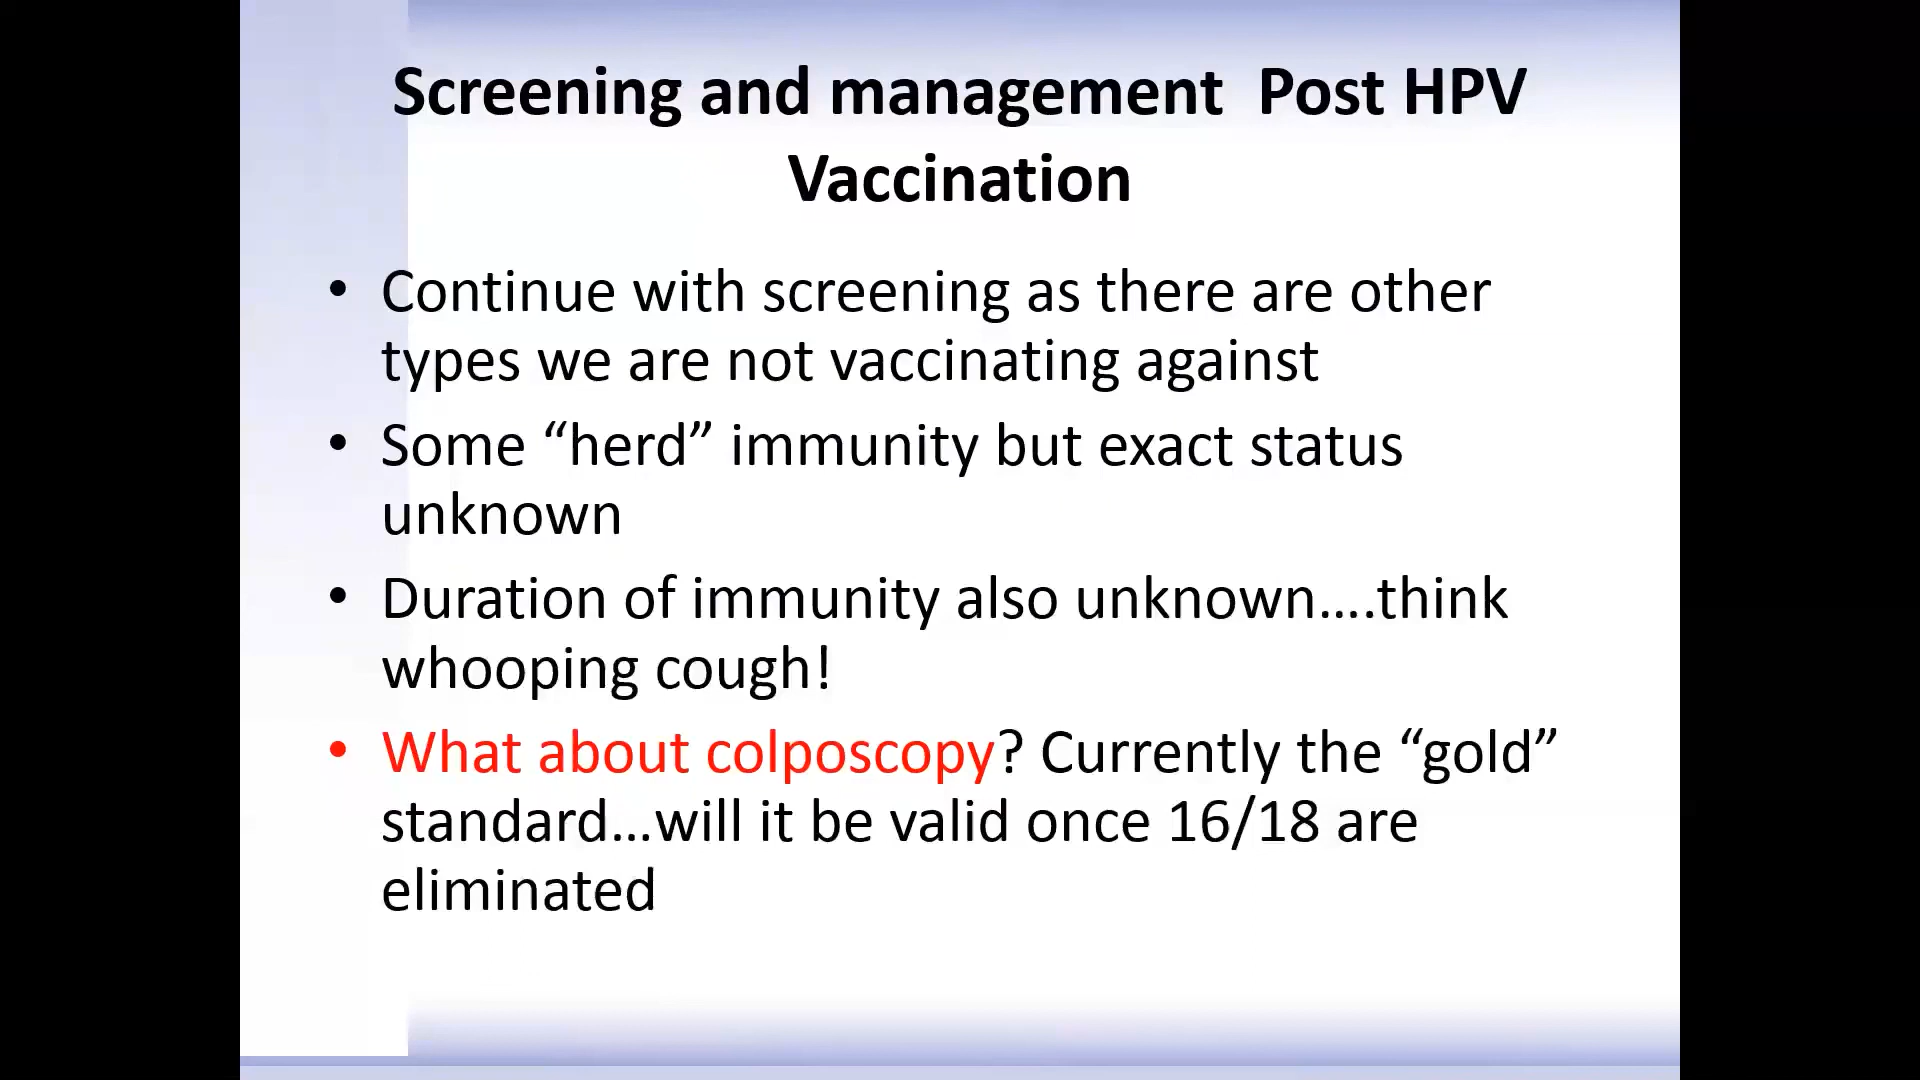 Screening and management  Post HPV
Vaccination
• Continue with screening as there are other
types we are not vaccinating against
• Some “herd” immunity but exact status
unknown
• Duration of immunity also unknown….think
whooping cough!
• What about colposcopy? Currently the “gold”
standard…will it be valid once 16/18 are
eliminated